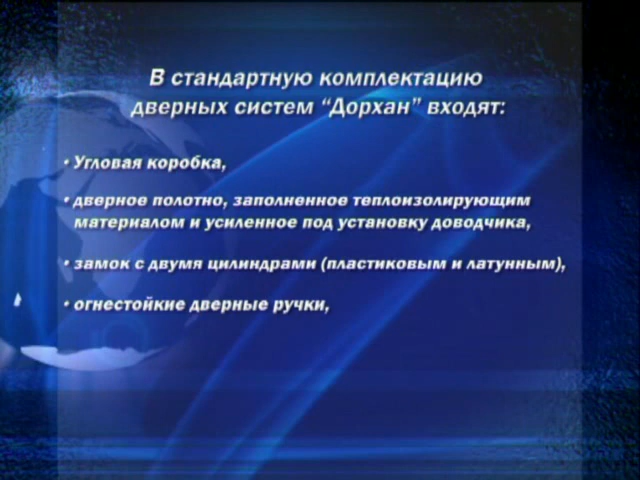 В стандартную комплектацию
дверных систем “Дорхан” входят:
• Угловая коробка,
• дверное полотно, заполненное теплоизолирующим
материалом и усиленное под установку доводчика,
• замок с двумя цилиндрами (пластиковым и латунным),
• огнестойкие дверные ручки,